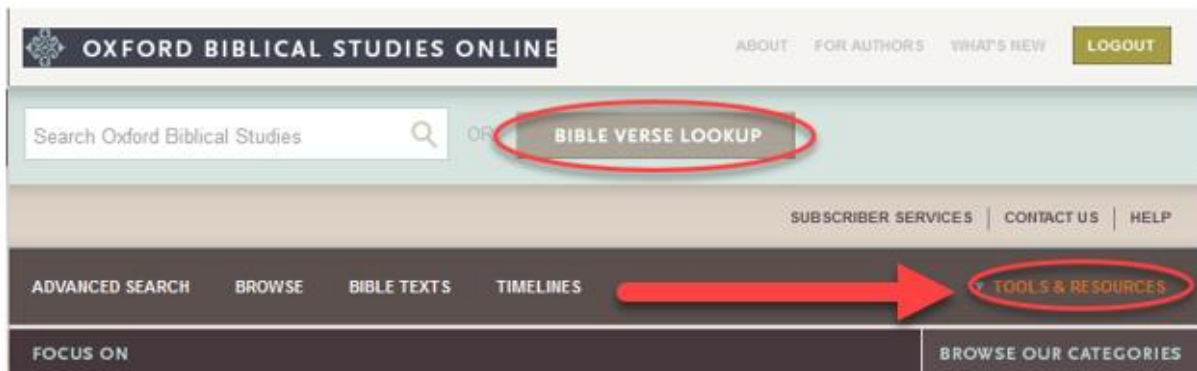 OXFORD BIBLICAL STUDIES ONLINE ABOUT FOR AUTHORS WHAT'S NEW LOGOUT
Search Oxford Biblical Studies OR BIBLE VERSE LOOKUP
SUBSCRIBER SERVICES | CONTACT US | HELP
ADVANCED SEARCH BROWSE BIBLE TEXTS TIMELINES TOOLS & RESOURCES
FOCUS ON BROWSE OUR CATEGORIES